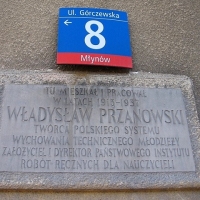 ul. Górczewska
← 8
Młynów
TU MIESZKAŁ I PRACOWAŁ
W LATACH 1913-1937
WŁADYSŁAW PRZANOWSKI
TWÓRCA POLSKIEGO SYSTEMU
WYCHOWANIA TECHNICZNEGO MŁODZIEŻY
ZAŁOŻYCIEL I DYREKTOR PAŃSTWOWEGO INSTYTUTU
ROBÓT RĘCZNYCH DLA NAUCZYCIELI